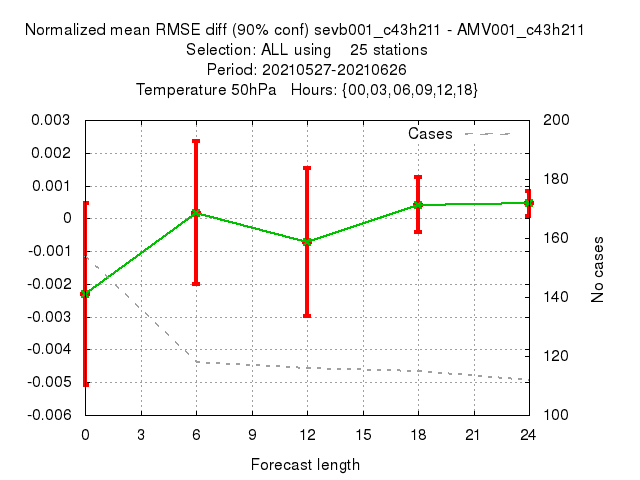 Normalized mean RMSE diff (90% conf) sevb001_c43h211 - AMV001_c43h211
Selection: ALL using 25 stations
Period: 20210527-20210626
Temperature 50hPa Hours: {00,03,06,09,12,18}
Cases
0.003
0.002
0.001
0
-0.001
-0.002
-0.003
-0.004
-0.005
-0.006
200
180
160
140
120
100
No cases
0 3 6 9 12 15 18 21 24
Forecast length